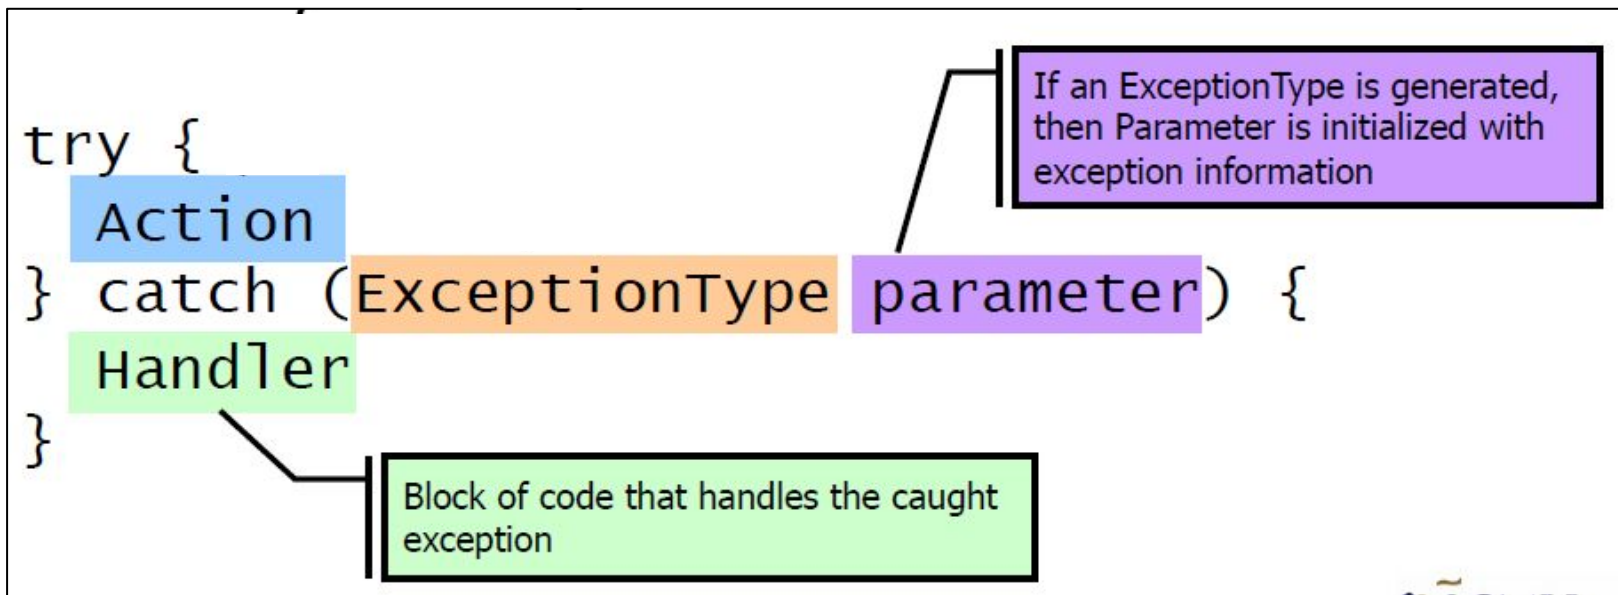 try {
Action
} catch (ExceptionType parameter) {
Handler
}
If an ExceptionType is generated,
then Parameter is initialized with
exception information
Block of code that handles the caught
exception